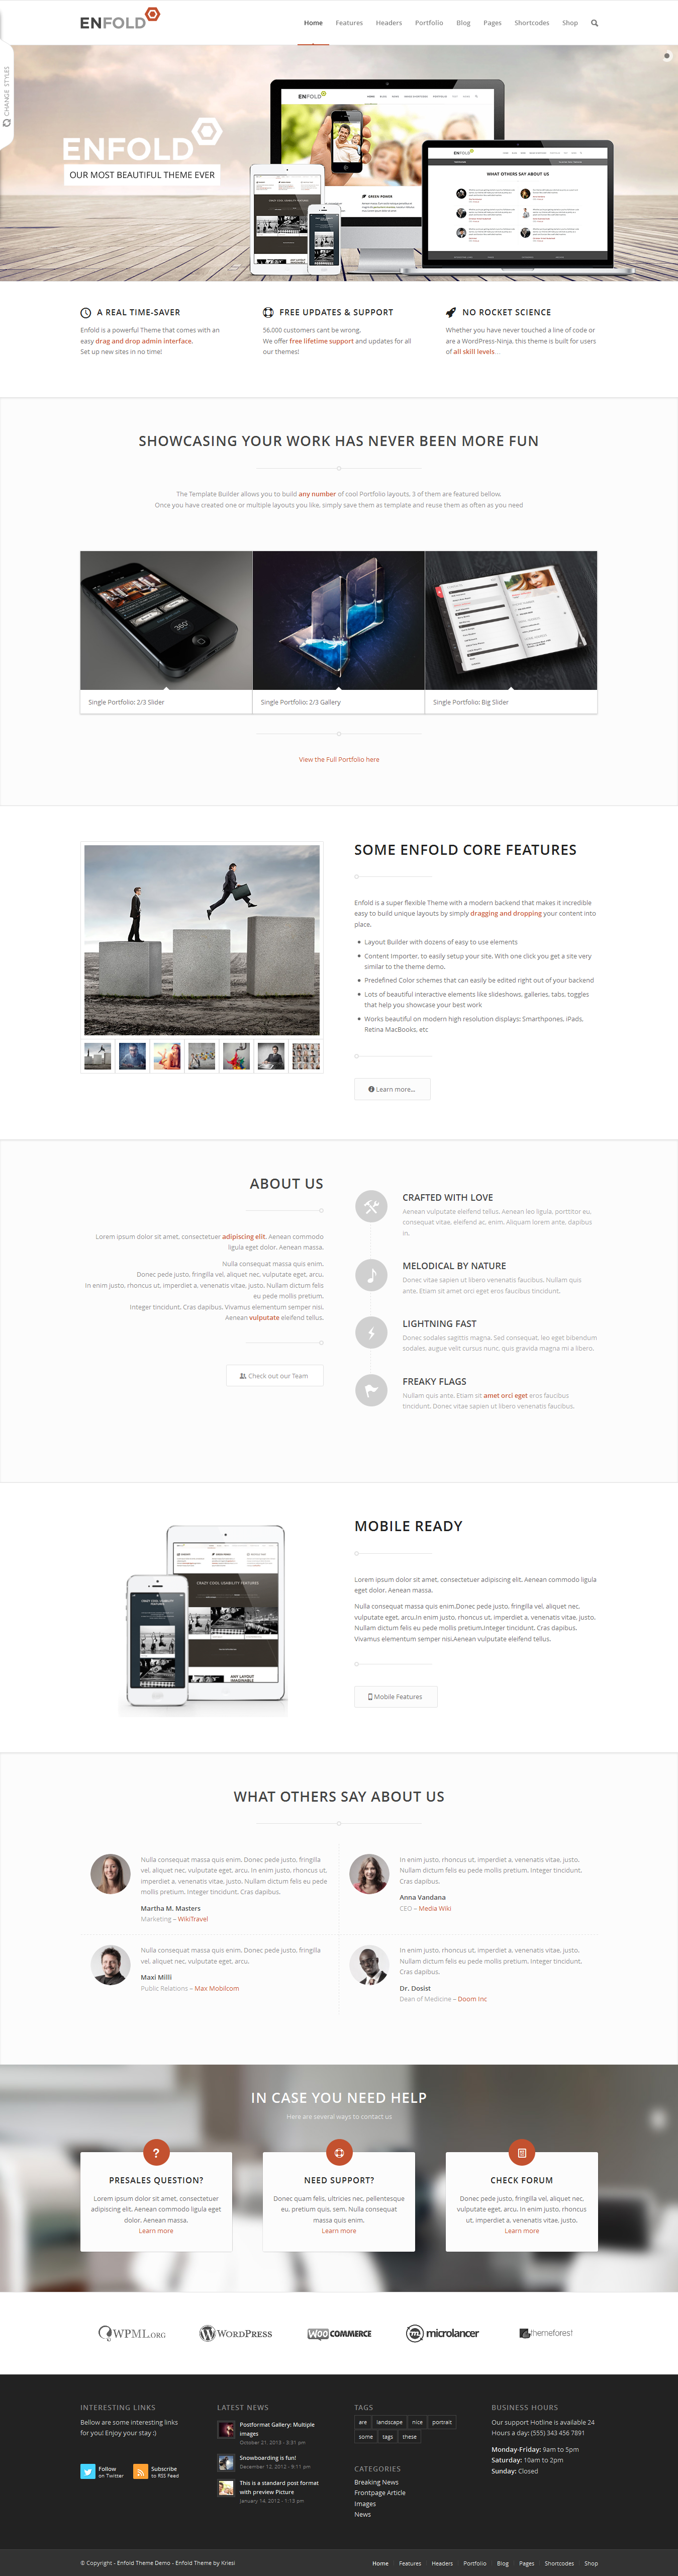 ENFOLD
Home Features Headers Portfolio Blog Pages Shortcodes Shop
CHANGE STYLES
ENFOLD
OUR MOST BEAUTIFUL THEME EVER
ENFOLD
GREEN POWER
ENFOLD
WHAT OTHERS SAY ABOUT US
A REAL TIME-SAVER
Enfold is a powerful Theme that comes with an
easy drag and drop admin interface.
Set up new sites in no time!
FREE UPDATES & SUPPORT
56.000 customers cant be wrong.
We offer free lifetime support and updates for all
our themes!
NO ROCKET SCIENCE
Whether you have never touched a line of code or
are a WordPress-Ninja, this theme is built for users
of all skill levels...
SHOWCASING YOUR WORK HAS NEVER BEEN MORE FUN
The Template Builder allows you to build any number of cool Portfolio layouts. 3 of them are featured bellow.
Once you have created one or multiple layouts you like, simply save them as template and reuse them as often as you need
360°
Single Portfolio: 2/3 Slider
Single Portfolio: 2/3 Gallery
Single Portfolio: Big Slider
View the Full Portfolio here
SOME ENFOLD CORE FEATURES
Enfold is a super flexible Theme with a modern backend that makes it incredible
easy to build unique layouts by simply dragging and dropping your content into
place.
Layout Builder with dozens of easy to use elements
Content Importer, to easily setup your site. With one click you get a site very
similar to the theme demo.
Predefined Color schemes that can easily be edited right out of your backend
Lots of beautiful interactive elements like slideshows, galleries, tabs, toggles
that help you showcase your best work
Works beautiful on modern high resolution displays: Smarthpones, iPads,
Retina MacBooks, etc
Learn more...
ABOUT US
Lorem ipsum dolor sit amet, consectetuer adipiscing elit. Aenean commodo
ligula eget dolor. Aenean massa.
Nulla consequat massa quis enim.
Donec pede justo, fringilla vel, aliquet nec, vulputate eget, arcu.
In enim justo, rhoncus ut, imperdiet a, venenatis vitae, justo. Nullam dictum felis
eu pede mollis pretium.
Integer tincidunt. Cras dapibus. Vivamus elementum semper nisi.
Aenean vulputate eleifend tellus.
Check out our Team
CRAFTED WITH LOVE
Aenean vulputate eleifend tellus. Aenean leo ligula, porttitor eu,
consequat vitae, eleifend ac, enim. Aliquam lorem ante, dapibus
in.
MELODICAL BY NATURE
Donec vitae sapien ut libero venenatis faucibus. Nullam quis
ante. Etiam sit amet orci eget eros faucibus tincidunt.
LIGHTNING FAST
Donec sodales sagittis magna. Sed consequat, leo eget bibendum
sodales, augue velit cursus nunc, quis gravida magna mi a libero.
FREAKY FLAGS
Nullam quis ante. Etiam sit amet orci eget eros faucibus
tincidunt. Donec vitae sapien ut libero venenatis faucibus.
CRAZY COOL USABILITY FEATURES
ANY LAYOUT
IMAGINABLE
MOBILE READY
Lorem ipsum dolor sit amet, consectetuer adipiscing elit. Aenean commodo ligula
eget dolor. Aenean massa.
Nulla consequat massa quis enim.Donec pede justo, fringilla vel, aliquet nec,
vulputate eget, arcu.In enim justo, rhoncus ut, imperdiet a, venenatis vitae, justo.
Nullam dictum felis eu pede mollis pretium.Integer tincidunt. Cras dapibus.
Vivamus elementum semper nisi.Aenean vulputate eleifend tellus.
Mobile Features
WHAT OTHERS SAY ABOUT US
Nulla consequat massa quis enim. Donec pede justo, fringilla
vel, aliquet nec, vulputate eget, arcu. In enim justo, rhoncus ut,
imperdiet a, venenatis vitae, justo. Nullam dictum felis eu pede
mollis pretium. Integer tincidunt. Cras dapibus.
Martha M. Masters
Marketing – WikiTravel
In enim justo, rhoncus ut, imperdiet a, venenatis vitae, justo.
Nullam dictum felis eu pede mollis pretium. Integer tincidunt.
Cras dapibus.
Anna Vandana
CEO – Media Wiki
Nulla consequat massa quis enim. Donec pede justo, fringilla
vel, aliquet nec, vulputate eget, arcu.
Maxi Milli
Public Relations – Max Mobilcom
In enim justo, rhoncus ut, imperdiet a, venenatis vitae, justo.
Nullam dictum felis eu pede mollis pretium. Integer tincidunt.
Cras dapibus.
Dr. Dosist
Dean of Medicine – Doom Inc
IN CASE YOU NEED HELP
Here are several ways to contact us
PRESALES QUESTION?
Lorem ipsum dolor sit amet, consectetuer
adipiscing elit. Aenean commodo ligula eget
dolor. Aenean massa.
Learn more
NEED SUPPORT?
Donec quam felis, ultricies nec, pellentesque
eu, pretium quis, sem. Nulla consequat
massa quis enim.
Learn more
CHECK FORUM
Donec pede justo, fringilla vel, aliquet nec,
vulputate eget, arcu. In enim justo, rhoncus
ut, imperdiet a, venenatis vitae, justo.
Learn more
WPML.ORG
WORDPRESS
WOO COMMERCE
microlancer
themeforest
INTERESTING LINKS
Bellow are some interesting links
for you! Enjoy your stay :)
Follow
on Twitter
Subscribe
to RSS Feed
LATEST NEWS
Postformat Gallery: Multiple
images
October 21, 2013 - 3:31 pm
Snowboarding is fun!
December 12, 2012 - 9:11 pm
This is a standard post format
with preview Picture
January 14, 2012 - 1:13 pm
TAGS
are landscape nice portrait
some tags these
CATEGORIES
Breaking News
Frontpage Article
Images
News
BUSINESS HOURS
Our support Hotline is available 24
Hours a day: (555) 343 456 7891
Monday-Friday: 9am to 5pm
Saturday: 10am to 2pm
Sunday: Closed
© Copyright - Enfold Theme Demo - Enfold Theme by Kriesi
Home Features Headers Portfolio Blog Pages Shortcodes Shop